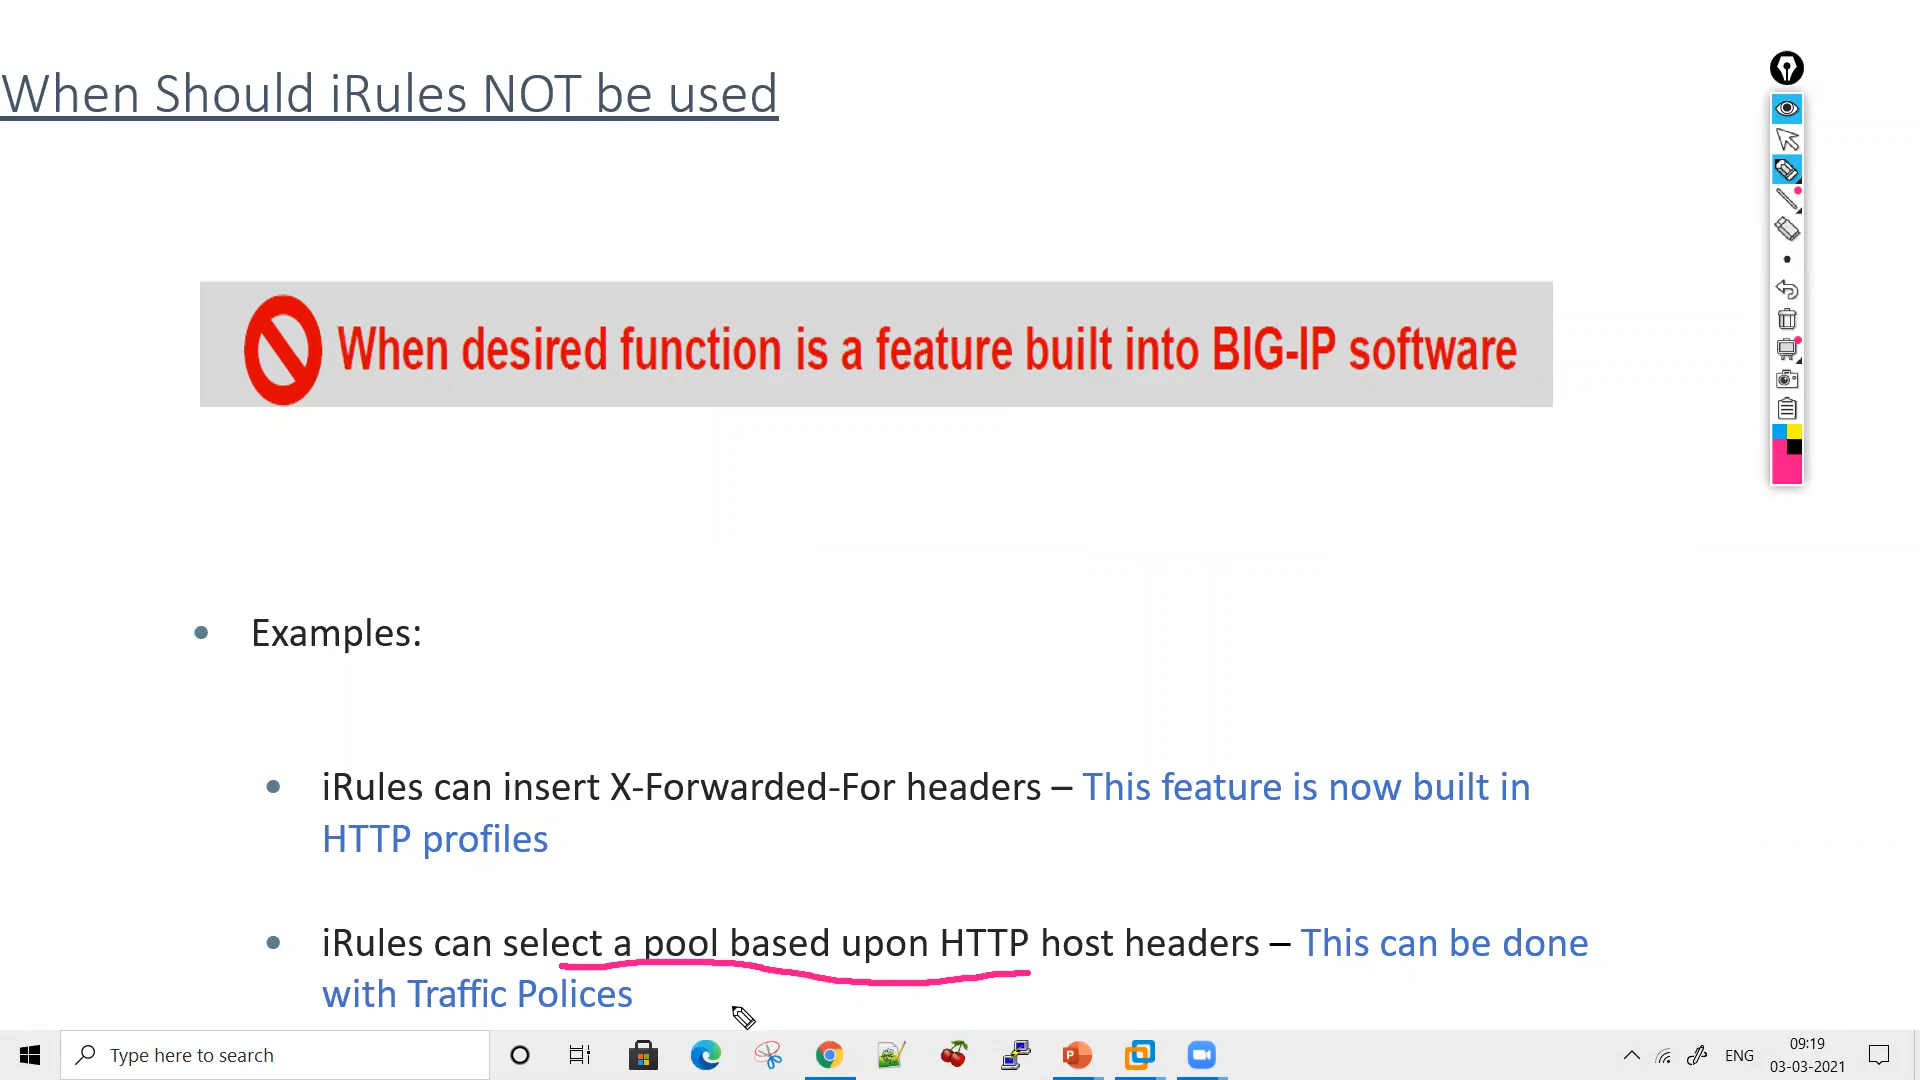 When Should iRules NOT be used
When desired function is a feature built into BIG-IP software
Examples:
iRules can insert X-Forwarded-For headers – This feature is now built in
HTTP profiles
iRules can select a pool based upon HTTP host headers – This can be done
with Traffic Polices
Type here to search
ENG
09:19
03-03-2021